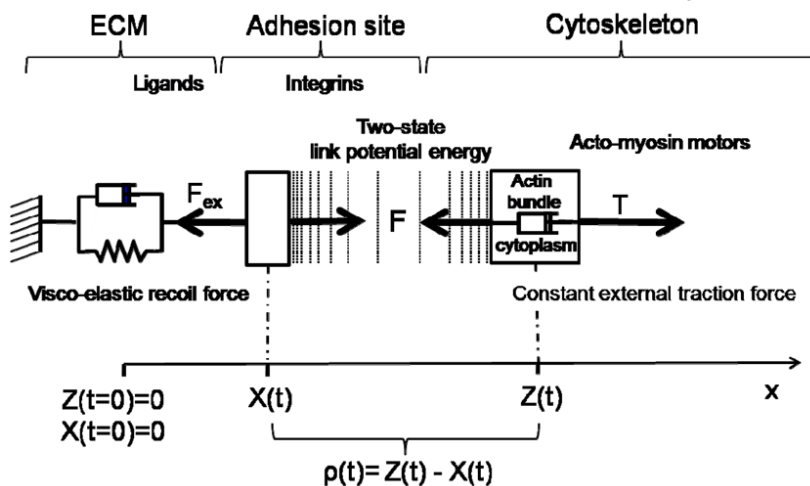 ECM Adhesion site Cytoskeleton
Ligands Integrins
Two-state
link potential energy
Acto-myosin motors
F_ex F Actin
bundle
cytoplasm T
Visco-elastic recoil force Constant external traction force
Z(t=0)=0 X(t) Z(t) x
X(t=0)=0
ρ(t)= Z(t) - X(t)